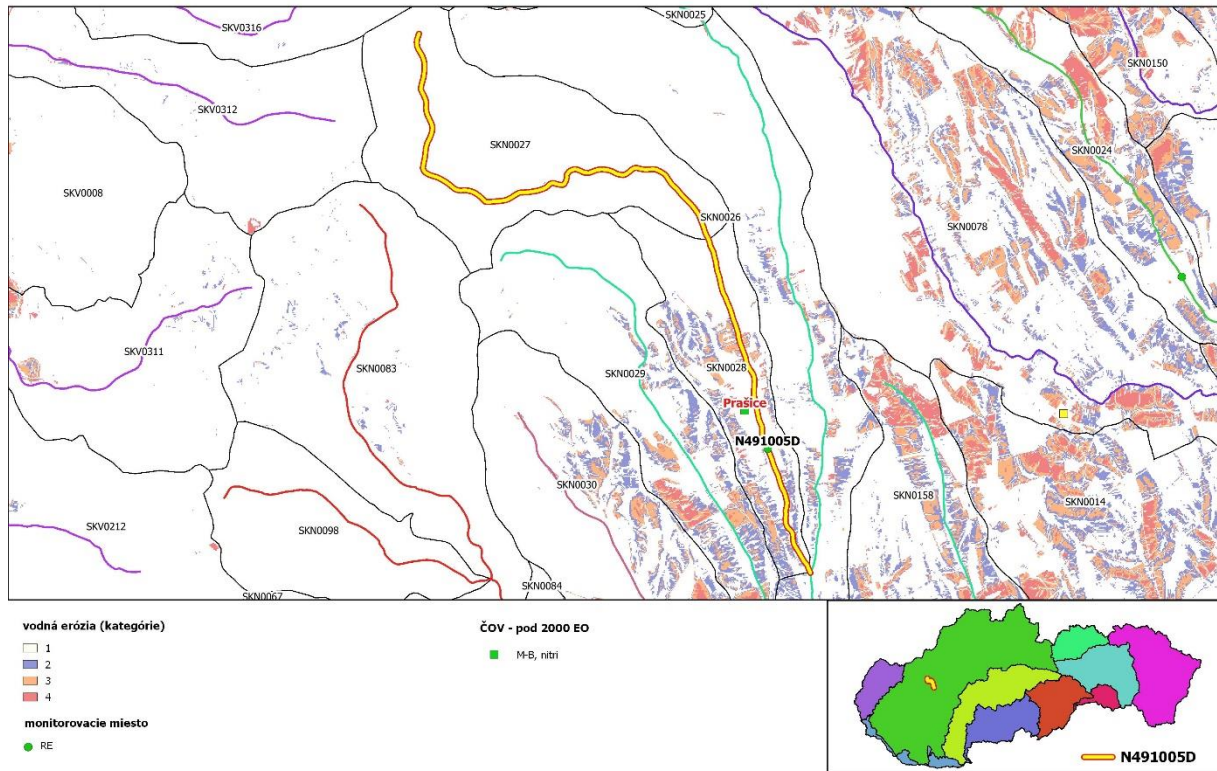 SKN0025
SKV0316
SKN0150
SKV0312
SKN0027
SKN0024
SKV0008
SKN0026
SKN0078
SKV0311
SKN0083
SKN0029
SKN0028
Prašice
N491005D
SKN0030
SKN0158
SKN0014
SKV0212
SKN0098
SKN0084
SKN0067
vodná erózia (kategórie)
1
2
3
4
monitorovacie miesto
RE
ČOV - pod 2000 EO
M-B, nitri
N491005D